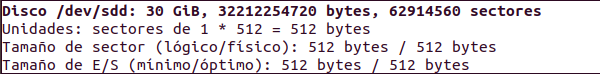 Disco /dev/sdd: 30 GiB, 32212254720 bytes, 62914560 sectores
Unidades: sectores de 1 * 512 = 512 bytes
Tamaño de sector (lógico/físico): 512 bytes / 512 bytes
Tamaño de E/S (mínimo/óptimo): 512 bytes / 512 bytes